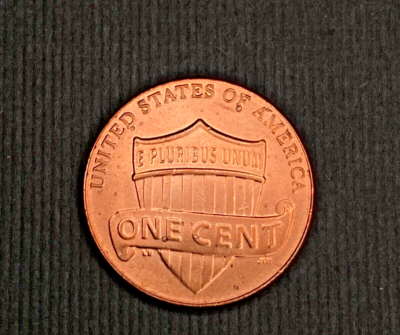 UNITED STATES OF AMERICA
E PLURIBUS UNUM
ONE CENT